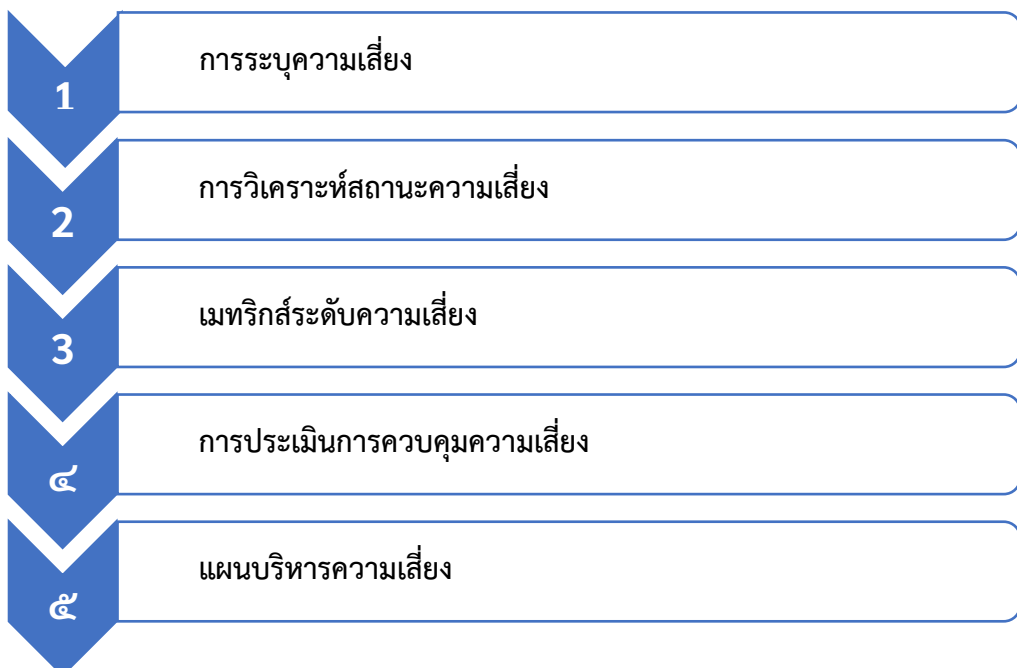 1 การระบุความเสี่ยง
2 การวิเคราะห์สถานะความเสี่ยง
3 เมทริกส์ระดับความเสี่ยง
๔ การประเมินการควบคุมความเสี่ยง
๕ แผนบริหารความเสี่ยง